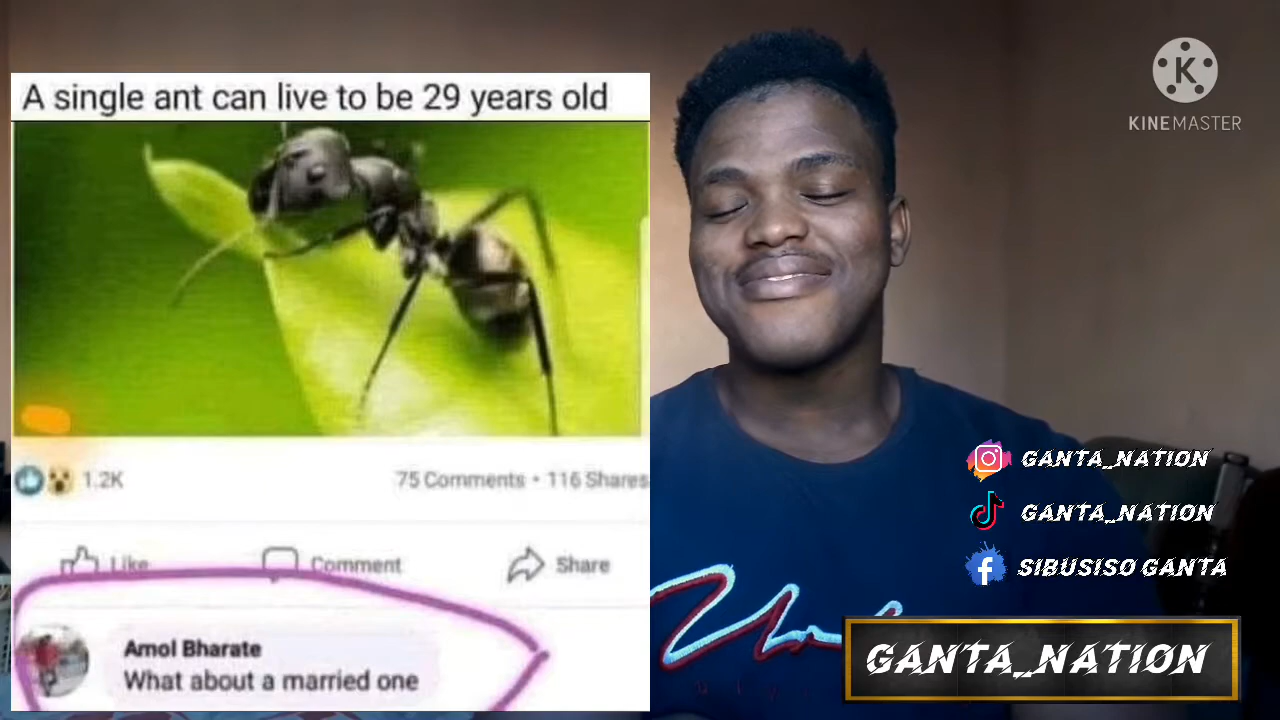 A single ant can live to be 29 years old
1.2K
75 Comments • 116 Shares
Like
Comment
Share
Amol Bharate
What about a married one
K
KINEMASTER
GANTA_NATION
GANTA_NATION
SIBUSISO GANTA
GANTA_NATION